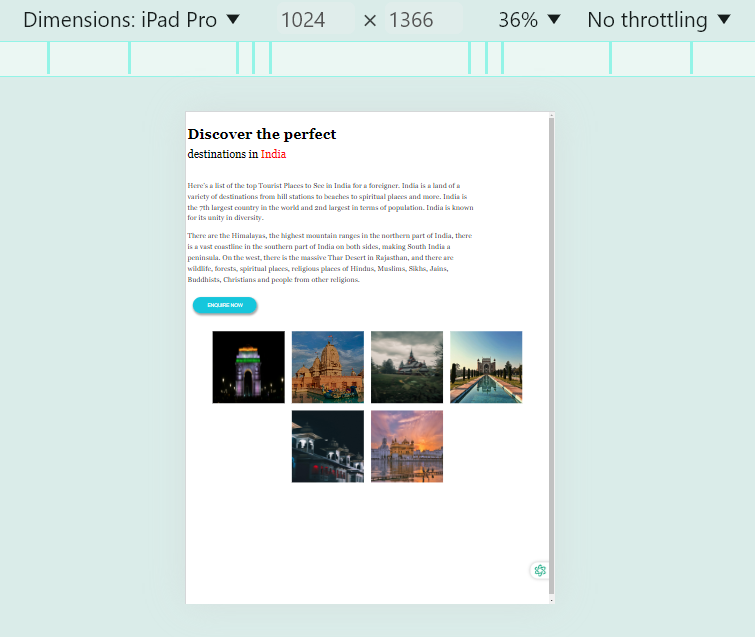 Dimensions: iPad Pro ▼ 1024 × 1366 36% ▼ No throttling ▼
Discover the perfect
destinations in India
Here's a list of the top Tourist Places to See in India for a foreigner. India is a land of a
variety of destinations from hill stations to beaches to spiritual places and more. India is
the 7th largest country in the world and 2nd largest in terms of population. India is known
for its unity in diversity.
There are the Himalayas, the highest mountain ranges in the northern part of India, there
is a vast coastline in the southern part of India on both sides, making South India a
peninsula. On the west, there is the massive Thar Desert in Rajasthan, and there are
wildlife, forests, spiritual places, religious places of Hindus, Muslims, Sikhs, Jains,
Buddhists, Christians and people from other religions.
ENQUIRE NOW